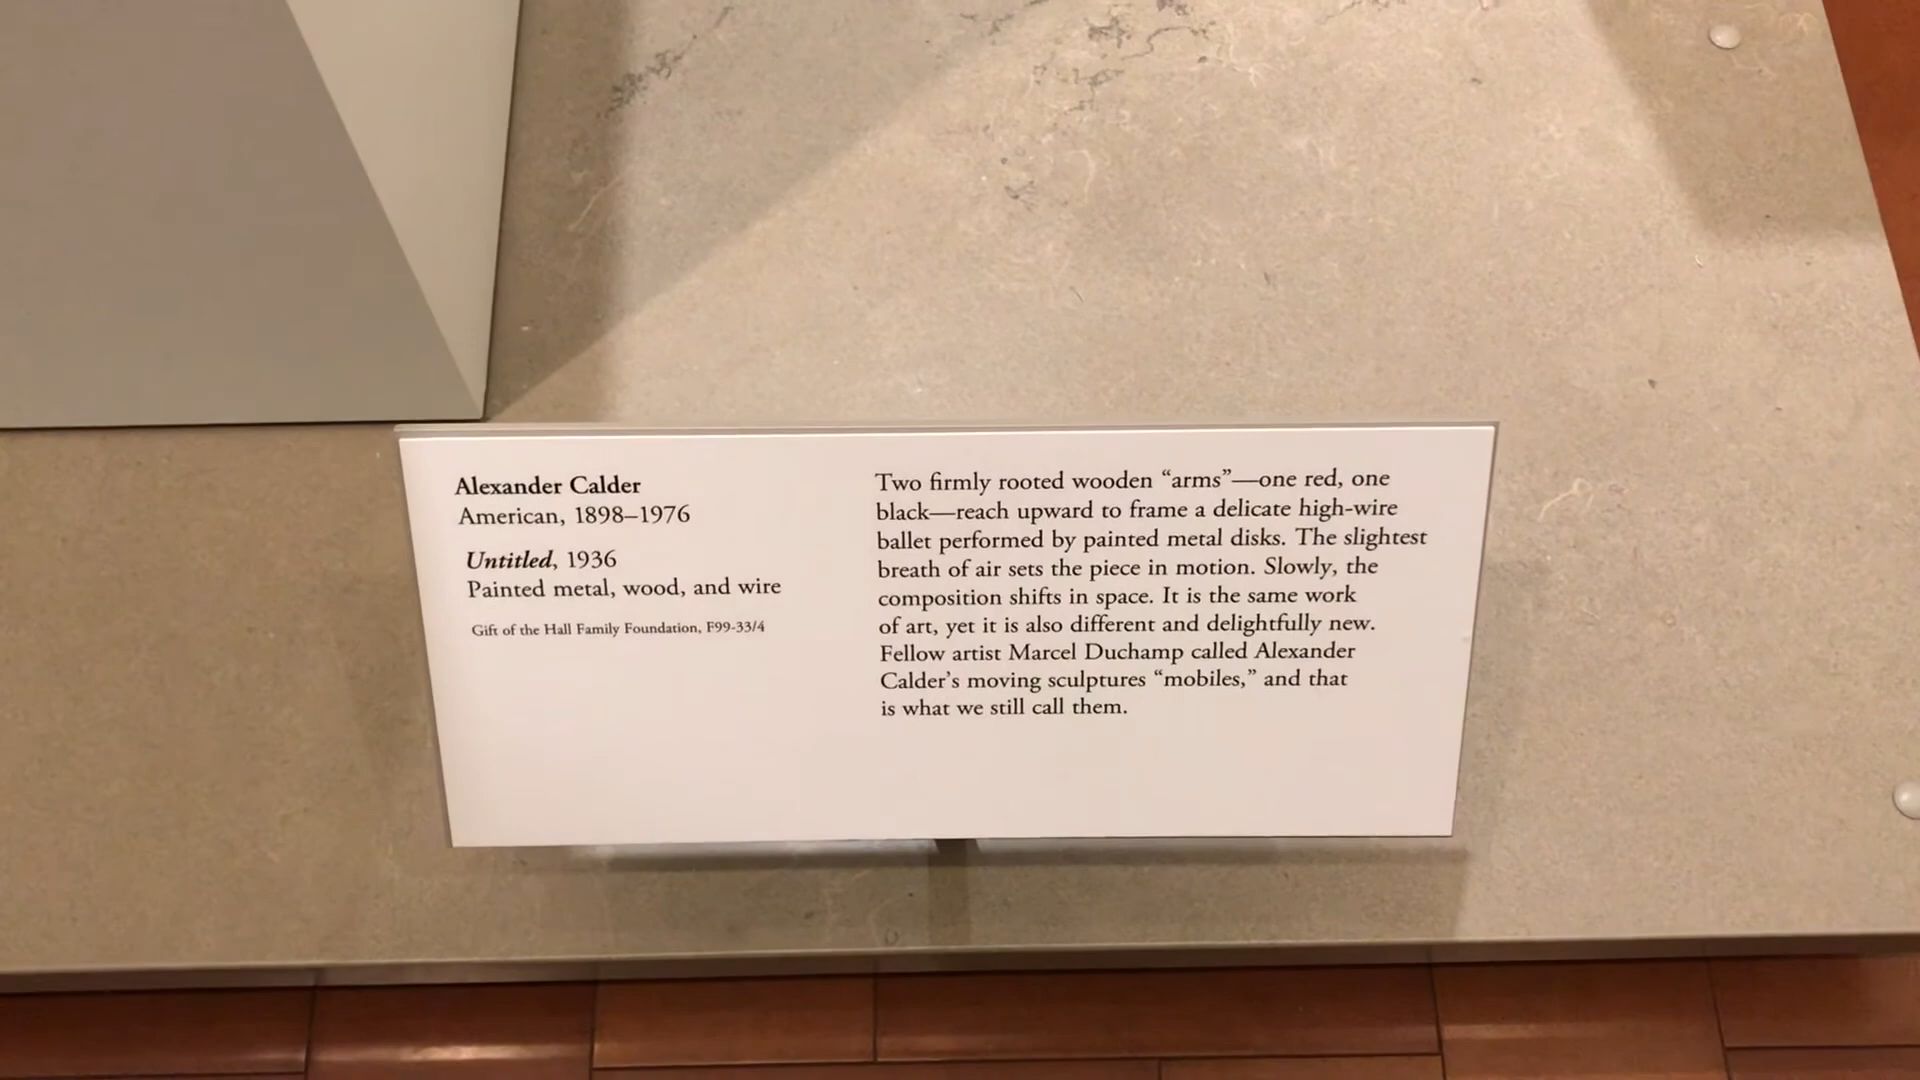 Alexander Calder
American, 1898–1976
Untitled, 1936
Painted metal, wood, and wire
Gift of the Hall Family Foundation, F99-33/4
Two firmly rooted wooden “arms”—one red, one
black—reach upward to frame a delicate high-wire
ballet performed by painted metal disks. The slightest
breath of air sets the piece in motion. Slowly, the
composition shifts in space. It is the same work
of art, yet it is also different and delightfully new.
Fellow artist Marcel Duchamp called Alexander
Calder’s moving sculptures “mobiles,” and that
is what we still call them.